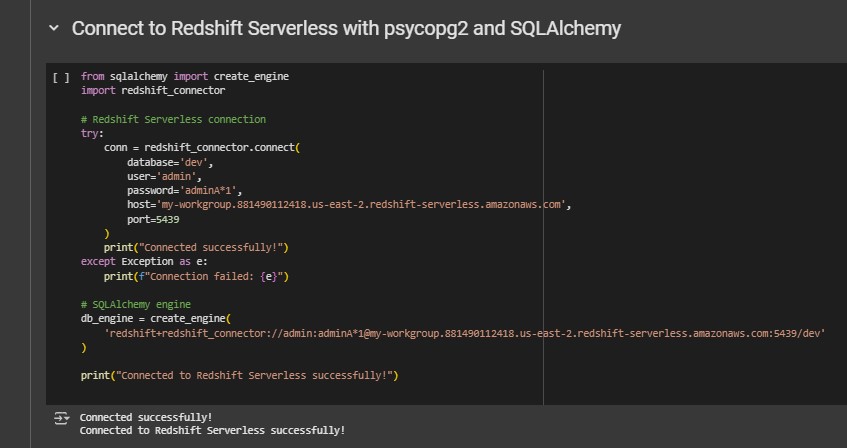 Connect to Redshift Serverless with psycopg2 and SQLAlchemy
[ ] from sqlalchemy import create_engine
import redshift_connector
# Redshift Serverless connection
try:
    conn = redshift_connector.connect(
        database='dev',
        user='admin',
        password='adminA*1',
        host='my-workgroup.881490112418.us-east-2.redshift-serverless.amazonaws.com',
        port=5439
    )
    print("Connected successfully!")
except Exception as e:
    print(f"Connection failed: {e}")
# SQLAlchemy engine
db_engine = create_engine(
    'redshift+redshift_connector://admin:adminA*1@my-workgroup.881490112418.us-east-2.redshift-serverless.amazonaws.com:5439/dev'
)
print("Connected to Redshift Serverless successfully!")
Connected successfully!
Connected to Redshift Serverless successfully!